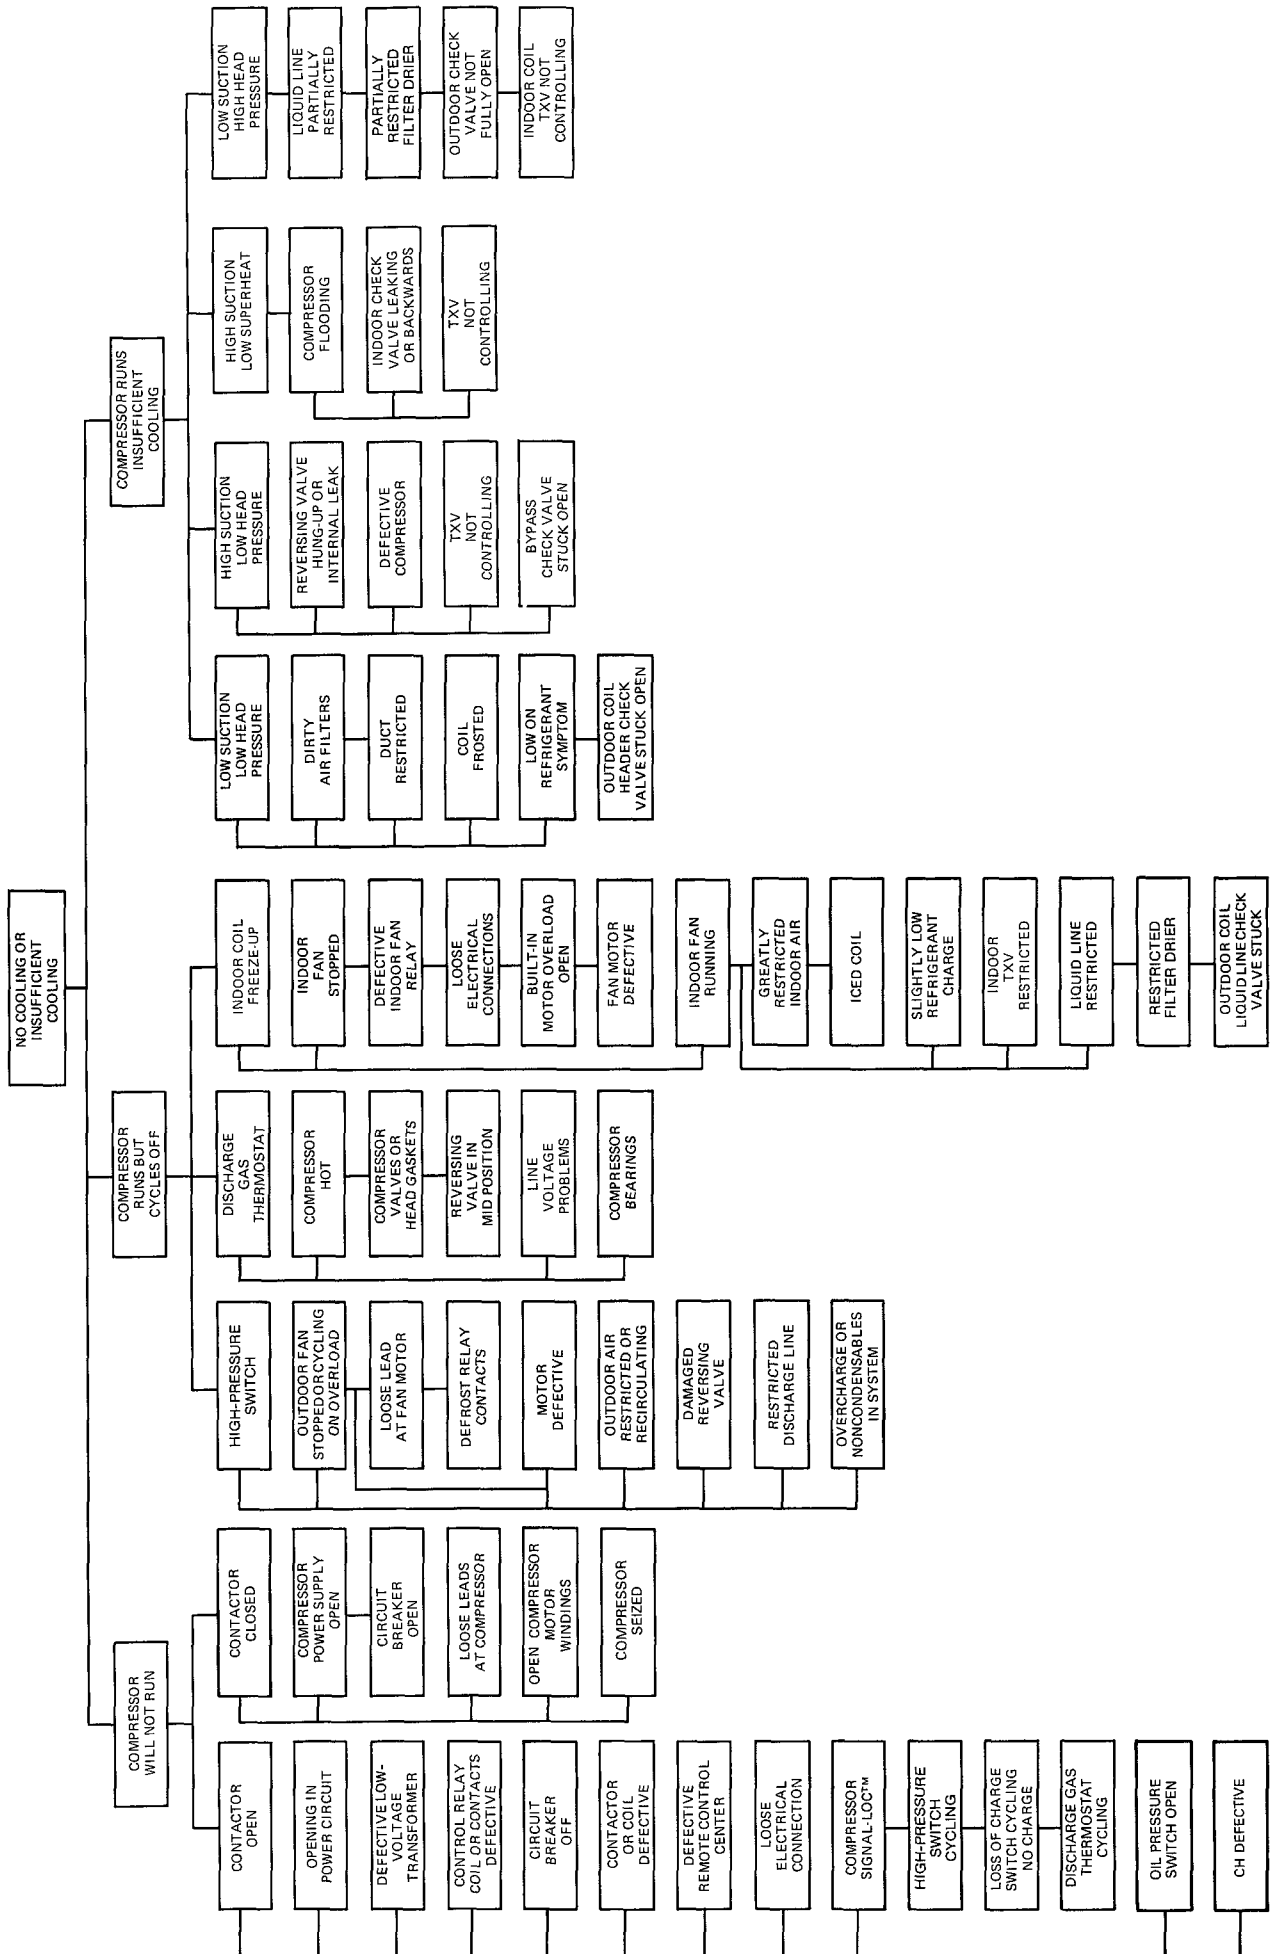 NO COOLING OR
INSUFFICIENT
COOLING
COMPRESSOR
WILL NOT RUN
CONTACTOR
OPEN
OPENING IN
POWER CIRCUIT
DEFECTIVE LOW-
VOLTAGE
TRANSFORMER
CONTROL RELAY
COIL OR CONTACTS
DEFECTIVE
CIRCUIT
BREAKER
OFF
CONTACTOR
OR COIL
DEFECTIVE
DEFECTIVE
REMOTE CONTROL
CENTER
LOOSE
ELECTRICAL
CONNECTION
COMPRESSOR
SIGNAL-LOC™
HIGH-PRESSURE
SWITCH
CYCLING
LOSS OF CHARGE
SWITCH CYCLING
NO CHARGE
DISCHARGE GAS
THERMOSTAT
CYCLING
OIL PRESSURE
SWITCH OPEN
CH DEFECTIVE
CONTACTOR
CLOSED
COMPRESSOR
POWER SUPPLY
OPEN
CIRCUIT
BREAKER
OPEN
LOOSE LEADS
AT COMPRESSOR
OPEN COMPRESSOR
MOTOR
WINDINGS
COMPRESSOR
SEIZED
COMPRESSOR
RUNS BUT
CYCLES OFF
HIGH-PRESSURE
SWITCH
OUTDOOR FAN
STOPPEDORCYCLING
ON OVERLOAD
LOOSE LEAD
AT FAN MOTOR
DEFROST RELAY
CONTACTS
MOTOR
DEFECTIVE
OUTDOOR AIR
RESTRICTED OR
RECIRCULATING
DAMAGED
REVERSING
VALVE
RESTRICTED
DISCHARGE LINE
OVERCHARGE OR
NONCONDENSABLES
IN SYSTEM
DISCHARGE
GAS
THERMOSTAT
COMPRESSOR
HOT
COMPRESSOR
VALVES OR
HEAD GASKETS
REVERSING
VALVE IN
MID POSITION
LINE
VOLTAGE
PROBLEMS
COMPRESSOR
BEARINGS
INDOOR COIL
FREEZE-UP
INDOOR
FAN
STOPPED
DEFECTIVE
INDOOR FAN
RELAY
LOOSE
ELECTRICAL
CONNECTIONS
BUILT-IN
MOTOR OVERLOAD
OPEN
FAN MOTOR
DEFECTIVE
INDOOR FAN
RUNNING
GREATLY
RESTRICTED
INDOOR AIR
ICED COIL
SLIGHTLY LOW
REFRIGERANT
CHARGE
INDOOR
TXV
RESTRICTED
LIQUID LINE
RESTRICTED
RESTRICTED
FILTER DRIER
OUTDOOR COIL
LIQUID LINECHECK
VALVE STUCK
COMPRESSOR RUNS
INSUFFICIENT
COOLING
LOW SUCTION
LOW HEAD
PRESSURE
DIRTY
AIR FILTERS
DUCT
RESTRICTED
COIL
FROSTED
LOW ON
REFRIGERANT
SYMPTOM
OUTDOOR COIL
HEADER CHECK
VALVE STUCK OPEN
HIGH SUCTION
LOW HEAD
PRESSURE
REVERSING VALVE
HUNG-UP OR
INTERNAL LEAK
DEFECTIVE
COMPRESSOR
TXV
NOT
CONTROLLING
BYPASS
CHECK VALVE
STUCK OPEN
HIGH SUCTION
LOW SUPERHEAT
COMPRESSOR
FLOODING
INDOOR CHECK
VALVE LEAKING
OR BACKWARDS
TXV
NOT
CONTROLLING
LOW SUCTION
HIGH HEAD
PRESSURE
LIQUID LINE
PARTIALLY
RESTRICTED
PARTIALLY
RESTRICTED
FILTER DRIER
OUTDOOR CHECK
VALVE NOT
FULLY OPEN
INDOOR COIL
TXV NOT
CONTROLLING